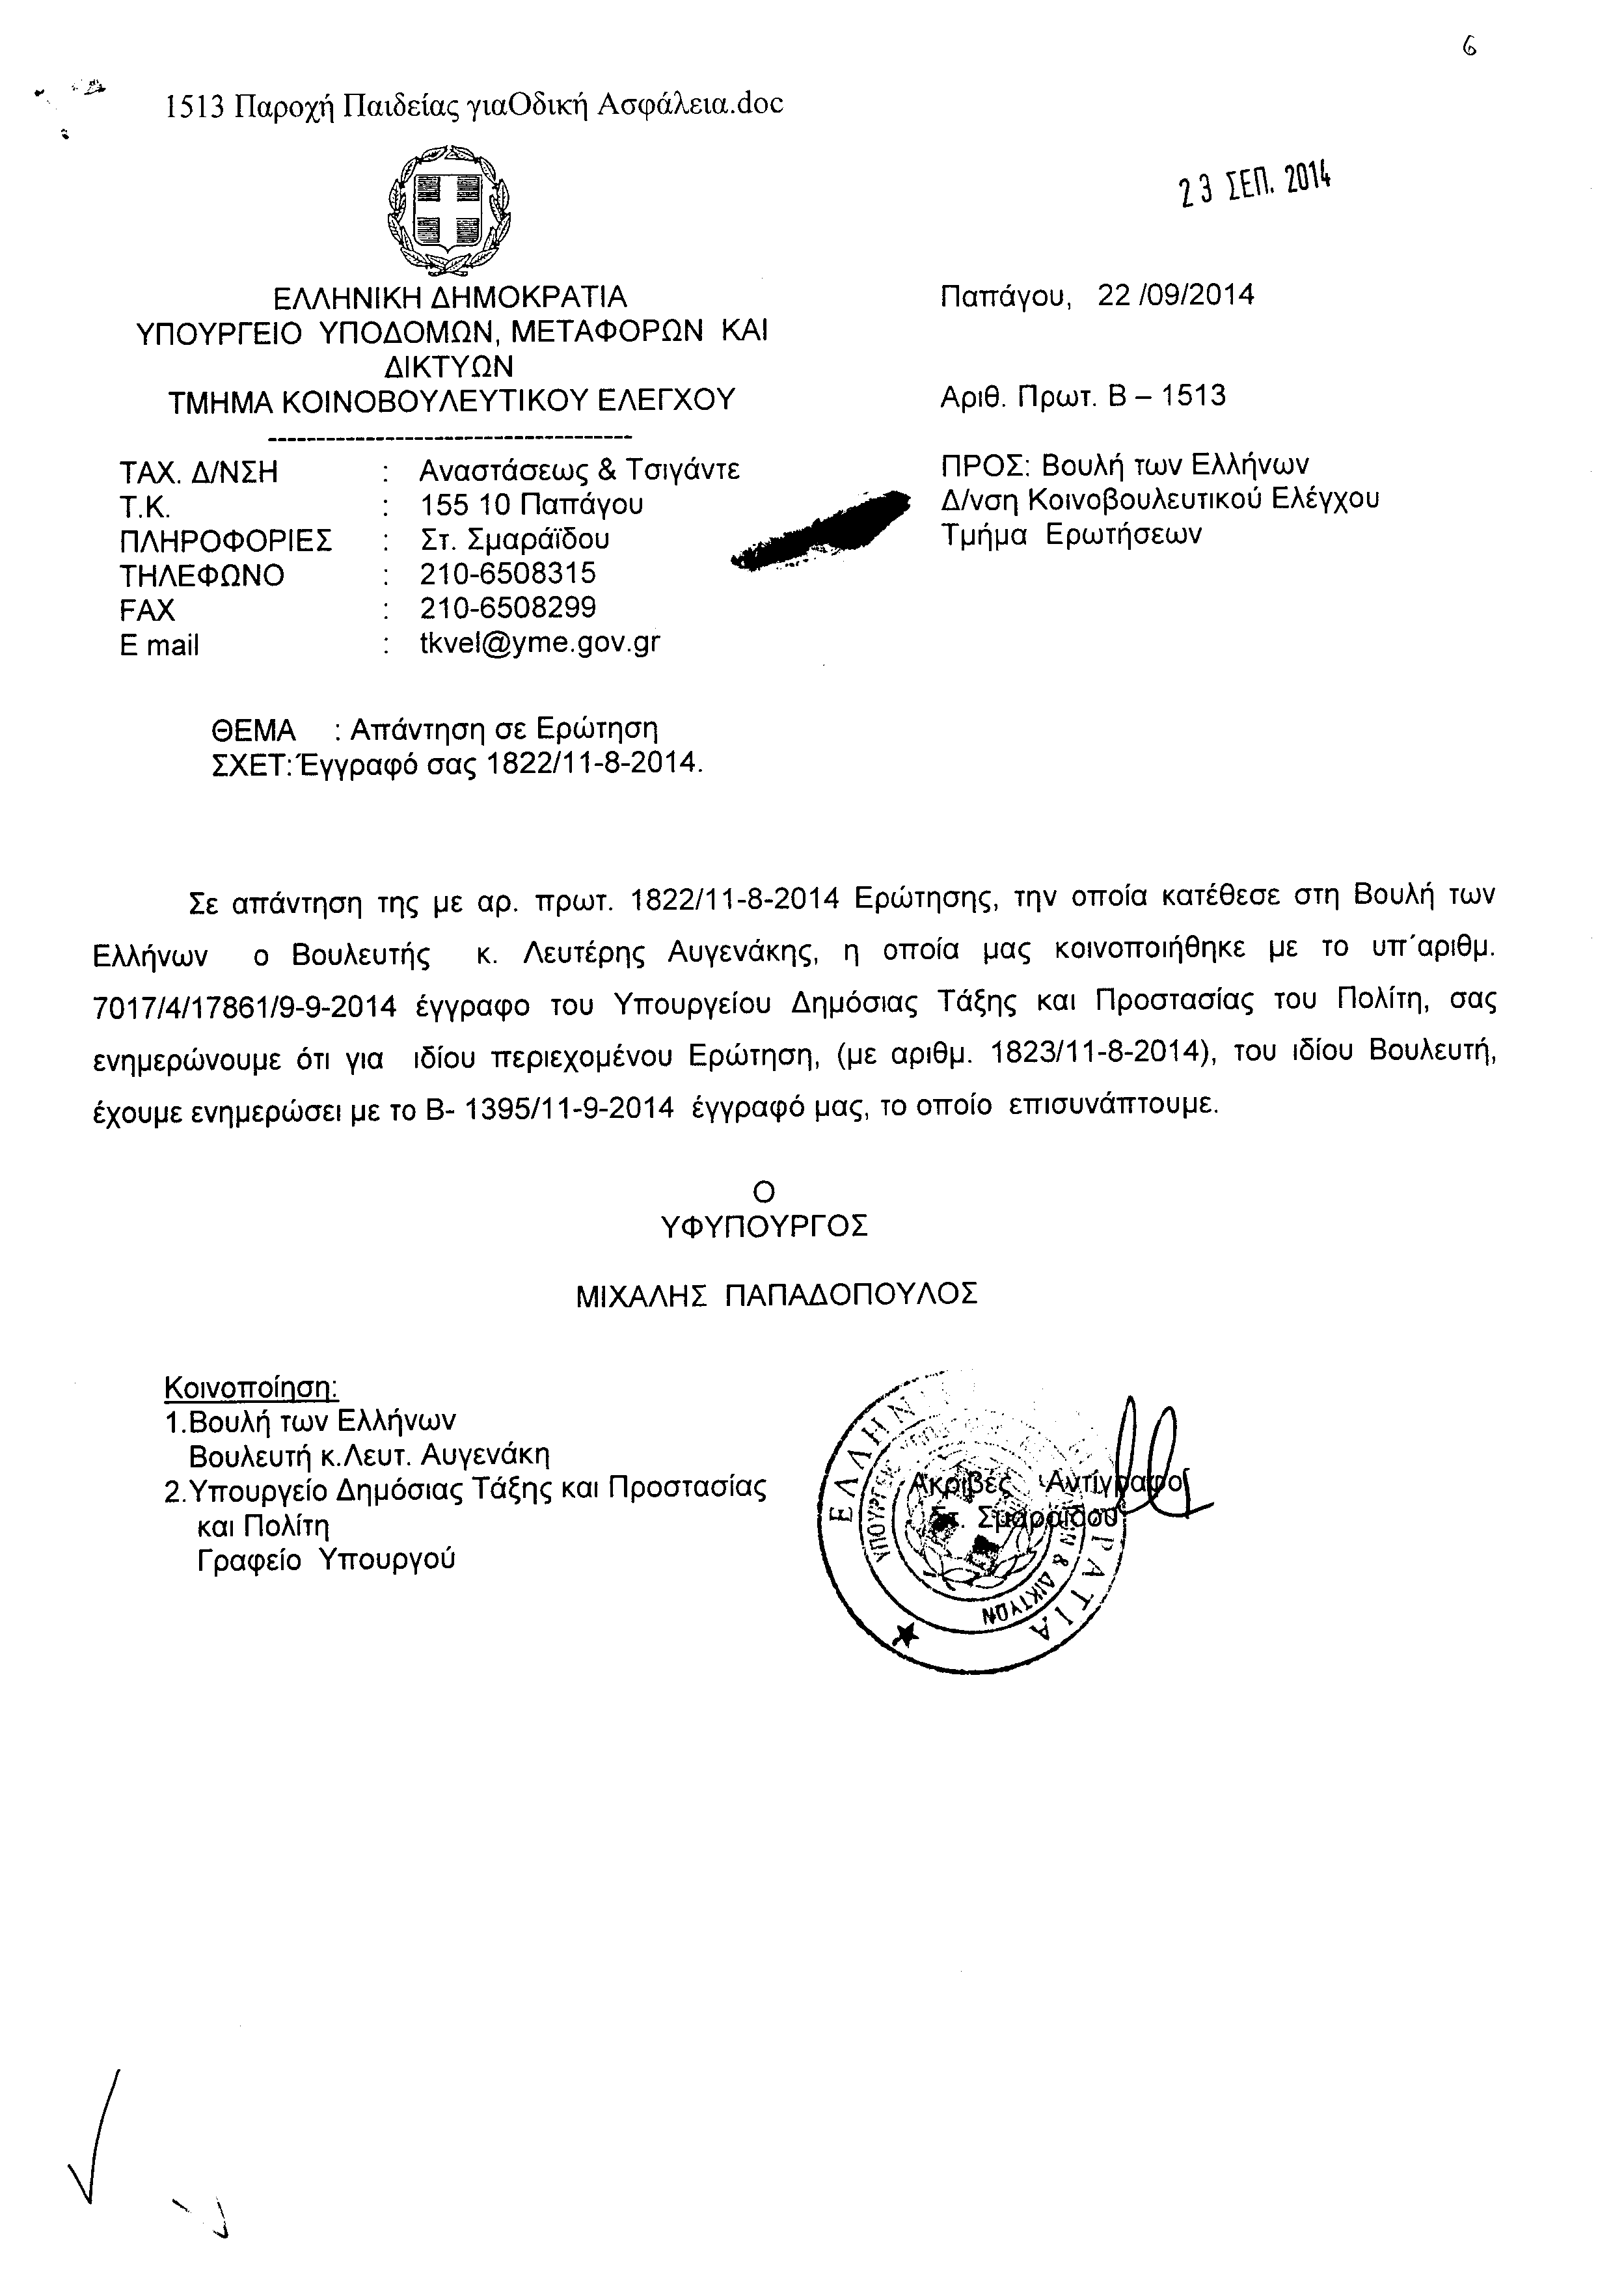 6
1513 Παροχή Παιδείας γιαΟδική Ασφάλεια.doc
23 ΣΕΠ. 2014
ΕΛΛΗΝΙΚΗ ΔΗΜΟΚΡΑΤΙΑ
ΥΠΟΥΡΓΕΙΟ ΥΠΟΔΟΜΩΝ, ΜΕΤΑΦΟΡΩΝ ΚΑΙ
ΔΙΚΤΥΩΝ
ΤΜΗΜΑ ΚΟΙΝΟΒΟΥΛΕΥΤΙΚΟΥ ΕΛΕΓΧΟΥ
-------------------------------------
Παπάγου, 22 /09/2014
Αριθ. Πρωτ. Β – 1513
ΤΑΧ. Δ/ΝΣΗ : Αναστάσεως & Τσιγάντε
Τ.Κ. : 155 10 Παπάγου
ΠΛΗΡΟΦΟΡΙΕΣ : Στ. Σμαράϊδου
ΤΗΛΕΦΩΝΟ : 210-6508315
FAX : 210-6508299
E mail : tkvel@yme.gov.gr
ΠΡΟΣ: Βουλή των Ελλήνων
Δ/νση Κοινοβουλευτικού Ελέγχου
Τμήμα Ερωτήσεων
ΘΕΜΑ : Απάντηση σε Ερώτηση
ΣΧΕΤ:Έγγραφό σας 1822/11-8-2014.
Σε απάντηση της με αρ. πρωτ. 1822/11-8-2014 Ερώτησης, την οποία κατέθεσε στη Βουλή των
Ελλήνων ο Βουλευτής κ. Λευτέρης Αυγενάκης, η οποία μας κοινοποιήθηκε με το υπ΄αριθμ.
7017/4/17861/9-9-2014 έγγραφο του Υπουργείου Δημόσιας Τάξης και Προστασίας του Πολίτη, σας
ενημερώνουμε ότι για ιδίου περιεχομένου Ερώτηση, (με αριθμ. 1823/11-8-2014), του ιδίου Βουλευτή,
έχουμε ενημερώσει με το Β- 1395/11-9-2014 έγγραφό μας, το οποίο επισυνάπτουμε.
Ο
ΥΦΥΠΟΥΡΓΟΣ
ΜΙΧΑΛΗΣ ΠΑΠΑΔΟΠΟΥΛΟΣ
Κοινοποίηση:
1.Βουλή των Ελλήνων
Βουλευτή κ.Λευτ. Αυγενάκη
2.Υπουργείο Δημόσιας Τάξης και Προστασίας
και Πολίτη
Γραφείο Υπουργού
Ακριβές Αντίγραφο
Στ. Σμαράϊδου
& ΔΙΚΤΥΩΝ